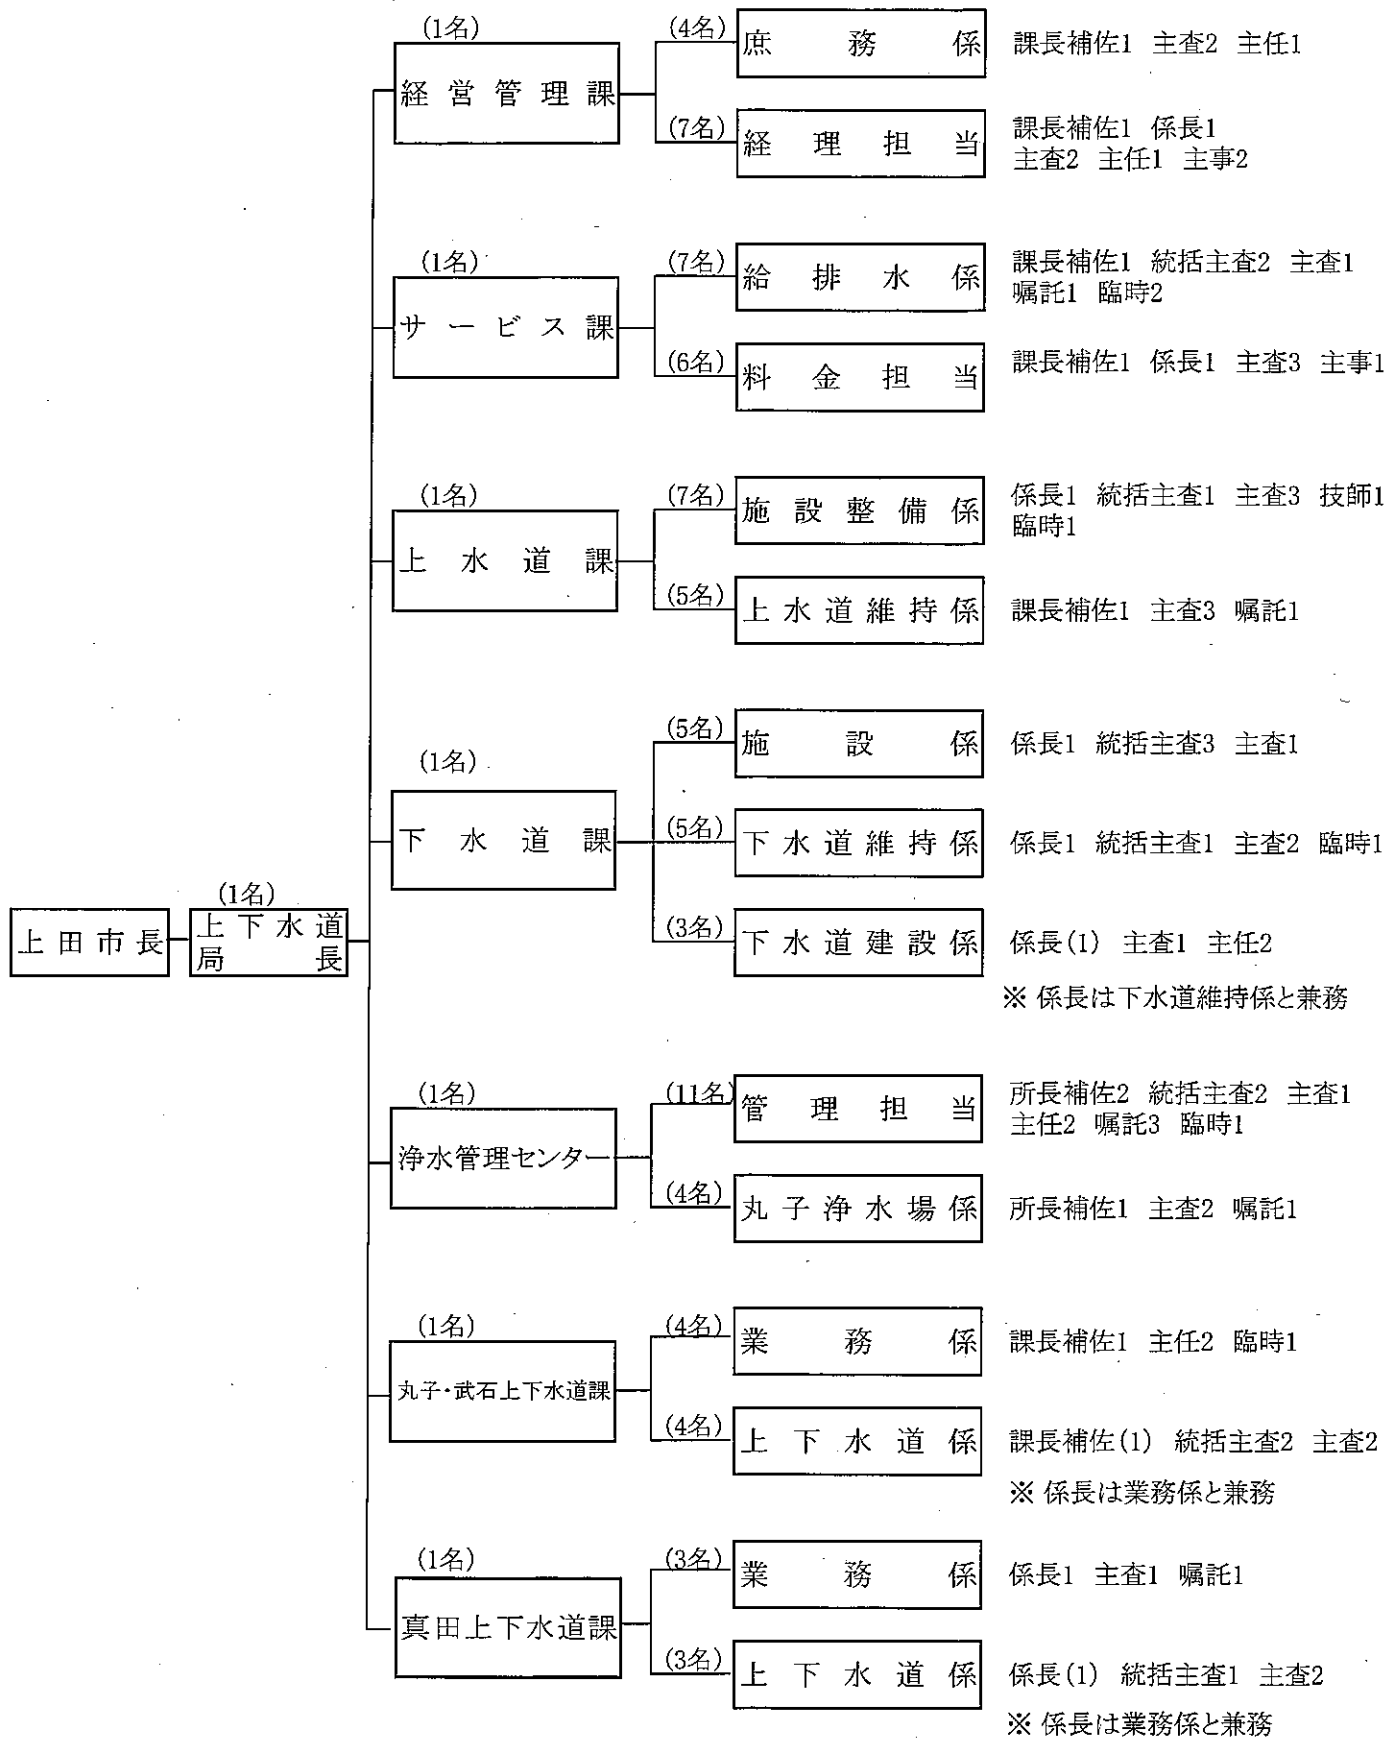 (1名)
経営管理課
(4名)
庶務係
課長補佐1 主査2 主任1
(7名)
経理担当
課長補佐1 係長1
主査2 主任1 主事2
(1名)
サービス課
(7名)
給排水係
課長補佐1 統括主査2 主査1
嘱託1 臨時2
(6名)
料金担当
課長補佐1 係長1 主査3 主事1
(1名)
上水道課
(7名)
施設整備係
係長1 統括主査1 主査3 技師1
臨時1
(5名)
上水道維持係
課長補佐1 主査3 嘱託1
(1名)
下水道課
(5名)
施設係
係長1 統括主査3 主査1
(5名)
下水道維持係
係長1 統括主査1 主査2 臨時1
(3名)
下水道建設係
係長(1) 主査1 主任2
※ 係長は下水道維持係と兼務
上田市長
(1名)
上下水道
局長
(1名)
浄水管理センター
(11名)
管理担当
所長補佐2 統括主査2 主査1
主任2 嘱託3 臨時1
(4名)
丸子浄水場係
所長補佐1 主査2 嘱託1
(1名)
丸子・武石上下水道課
(4名)
業務係
課長補佐1 主任2 臨時1
(4名)
上下水道係
課長補佐(1) 統括主査2 主査2
※ 係長は業務係と兼務
(1名)
真田上下水道課
(3名)
業務係
係長1 主査1 嘱託1
(3名)
上下水道係
係長(1) 統括主査1 主査2
※ 係長は業務係と兼務